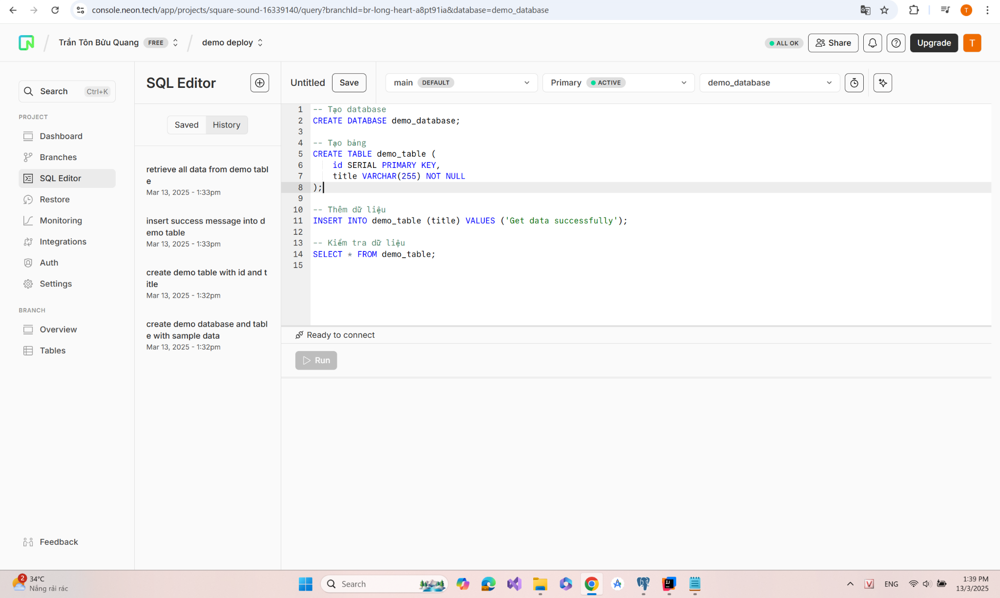 console.neon.tech/app/projects/square-sound-16339140/query?branchId=br-long-heart-a8pt91ia&database=demo_database
T
Trần Tôn Bửu Quang FREE
demo deploy
ALL OK
Share
Upgrade
T
Search Ctrl+K
PROJECT
Dashboard
Branches
SQL Editor
Restore
Monitoring
Integrations
Auth
Settings
BRANCH
Overview
Tables
Feedback
SQL Editor
Saved
History
retrieve all data from demo tabl
e
Mar 13, 2025 - 1:33pm
insert success message into d
emo table
Mar 13, 2025 - 1:33pm
create demo table with id and t
itle
Mar 13, 2025 - 1:32pm
create demo database and tabl
e with sample data
Mar 13, 2025 - 1:32pm
Untitled
Save
main DEFAULT
Primary ACTIVE
demo_database
1 -- Tạo database
2 CREATE DATABASE demo_database;
3
4 -- Tạo bảng
5 CREATE TABLE demo_table (
6 id SERIAL PRIMARY KEY,
7 title VARCHAR(255) NOT NULL
8 );
9
10 -- Thêm dữ liệu
11 INSERT INTO demo_table (title) VALUES ('Get data successfully');
12
13 -- Kiểm tra dữ liệu
14 SELECT * FROM demo_table;
15
Ready to connect
Run
2
34°C
Nắng rải rác
Search
ENG
1:39 PM
13/3/2025